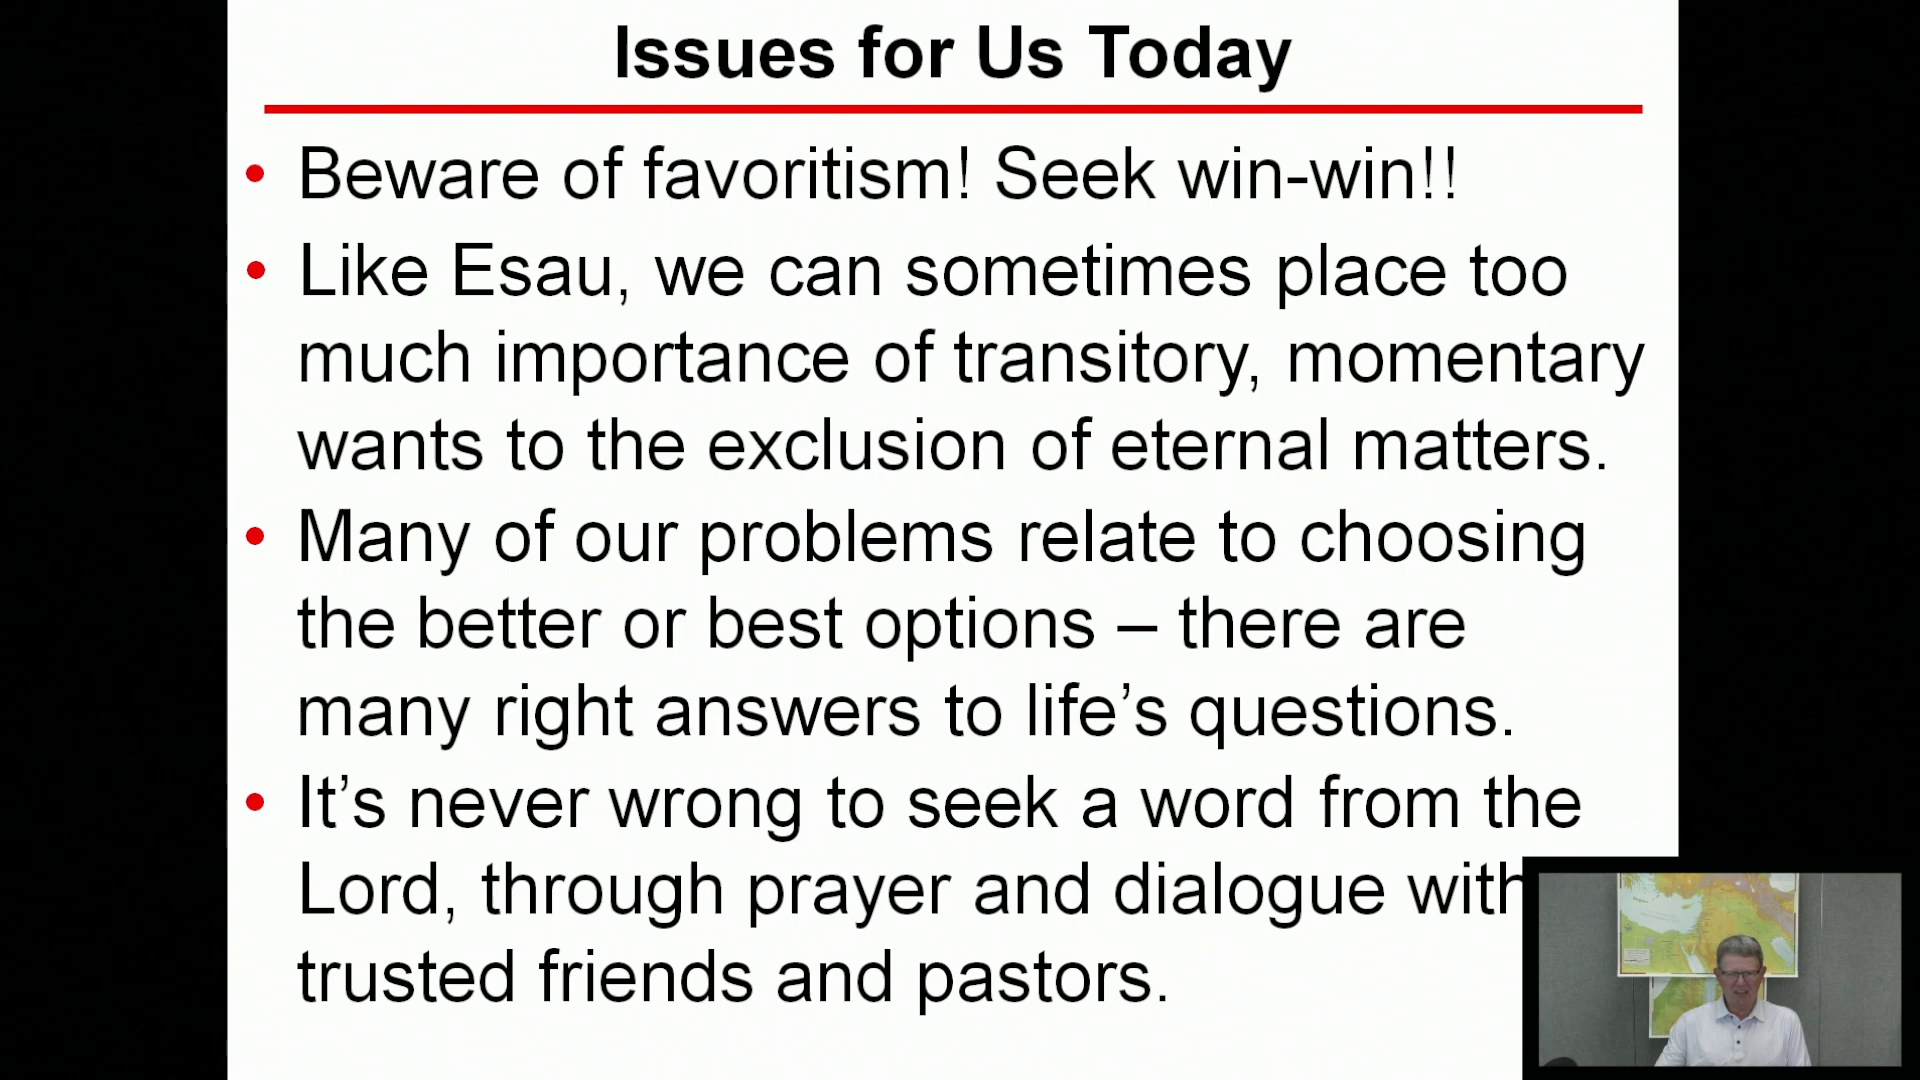 Issues for Us Today
• Beware of favoritism! Seek win-win!!
• Like Esau, we can sometimes place too
much importance of transitory, momentary
wants to the exclusion of eternal matters.
• Many of our problems relate to choosing
the better or best options – there are
many right answers to life’s questions.
• It’s never wrong to seek a word from the
Lord, through prayer and dialogue with
trusted friends and pastors.